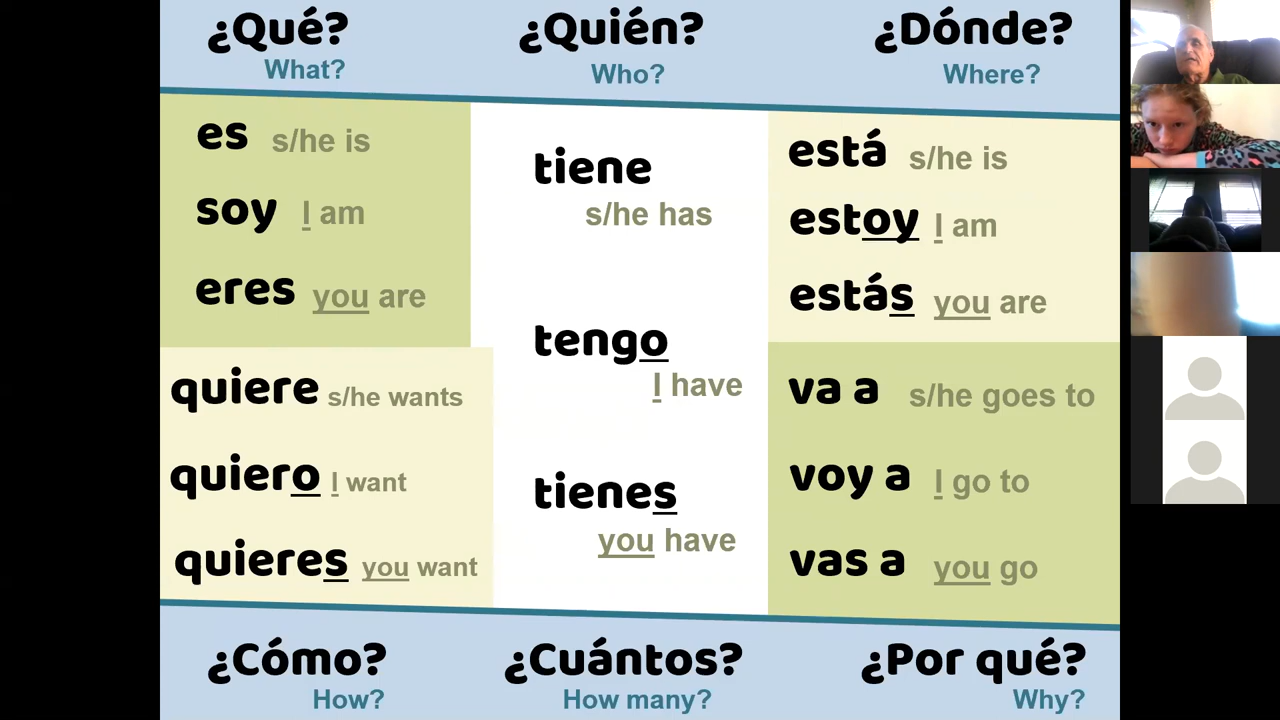 ¿Qué?
What?
¿Quién?
Who?
¿Dónde?
Where?
es s/he is
soy I am
eres you are
quiere s/he wants
quiero I want
quieres you want
tiene
s/he has
tengo
I have
tienes
you have
está s/he is
estoy I am
estás you are
va a s/he goes to
voy a I go to
vas a you go
¿Cómo?
How?
¿Cuántos?
How many?
¿Por qué?
Why?